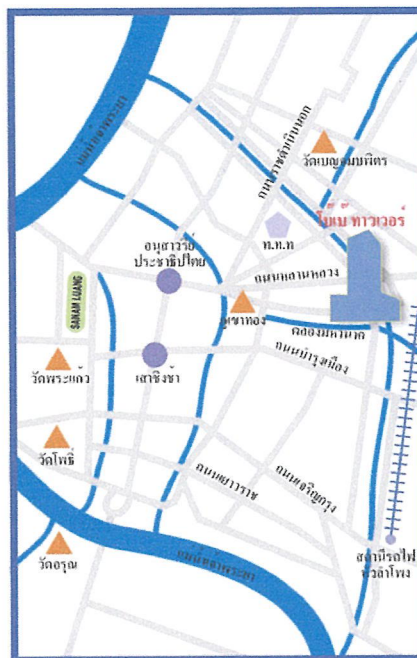 แม่น้ำเจ้าพระยา
ถนนราชดำเนินนอก
วัดเบญจมบพิตร
โบ๊เบ๊ ทาวเวอร์
อนุสาวรีย์
ประชาธิปไตย
ท.ท.ท
ถนนหลานหลวง
SANAM LUANG
ภูเขาทอง
คลองมหานาค
ถนนบำรุงเมือง
วัดพระแก้ว
เสาชิงช้า
วัดโพธิ์
ถนนเยาวราช
ถนนเจริญกรุง
วัดอรุณ
แม่น้ำเจ้าพระยา
สถานีรถไฟ
หัวลำโพง